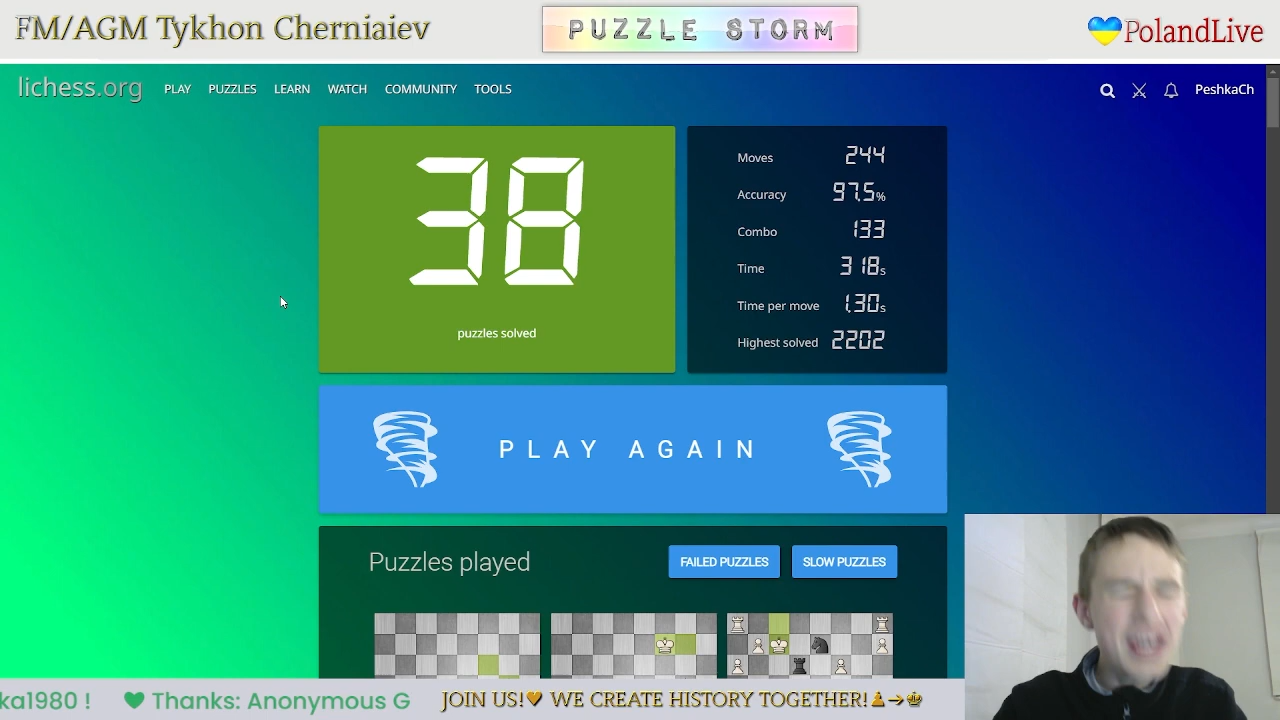 FM/AGM Tykhon Cherniaiev
PUZZLE STORM
PolandLive
lichess.org PLAY PUZZLES LEARN WATCH COMMUNITY TOOLS PeshkaCh
38
puzzles solved
Moves 244
Accuracy 97.5%
Combo 133
Time 318s
Time per move 1.30s
Highest solved 2202
PLAY AGAIN
Puzzles played
FAILED PUZZLES
SLOW PUZZLES
ka1980 ! Thanks: Anonymous G
JOIN US! WE CREATE HISTORY TOGETHER!